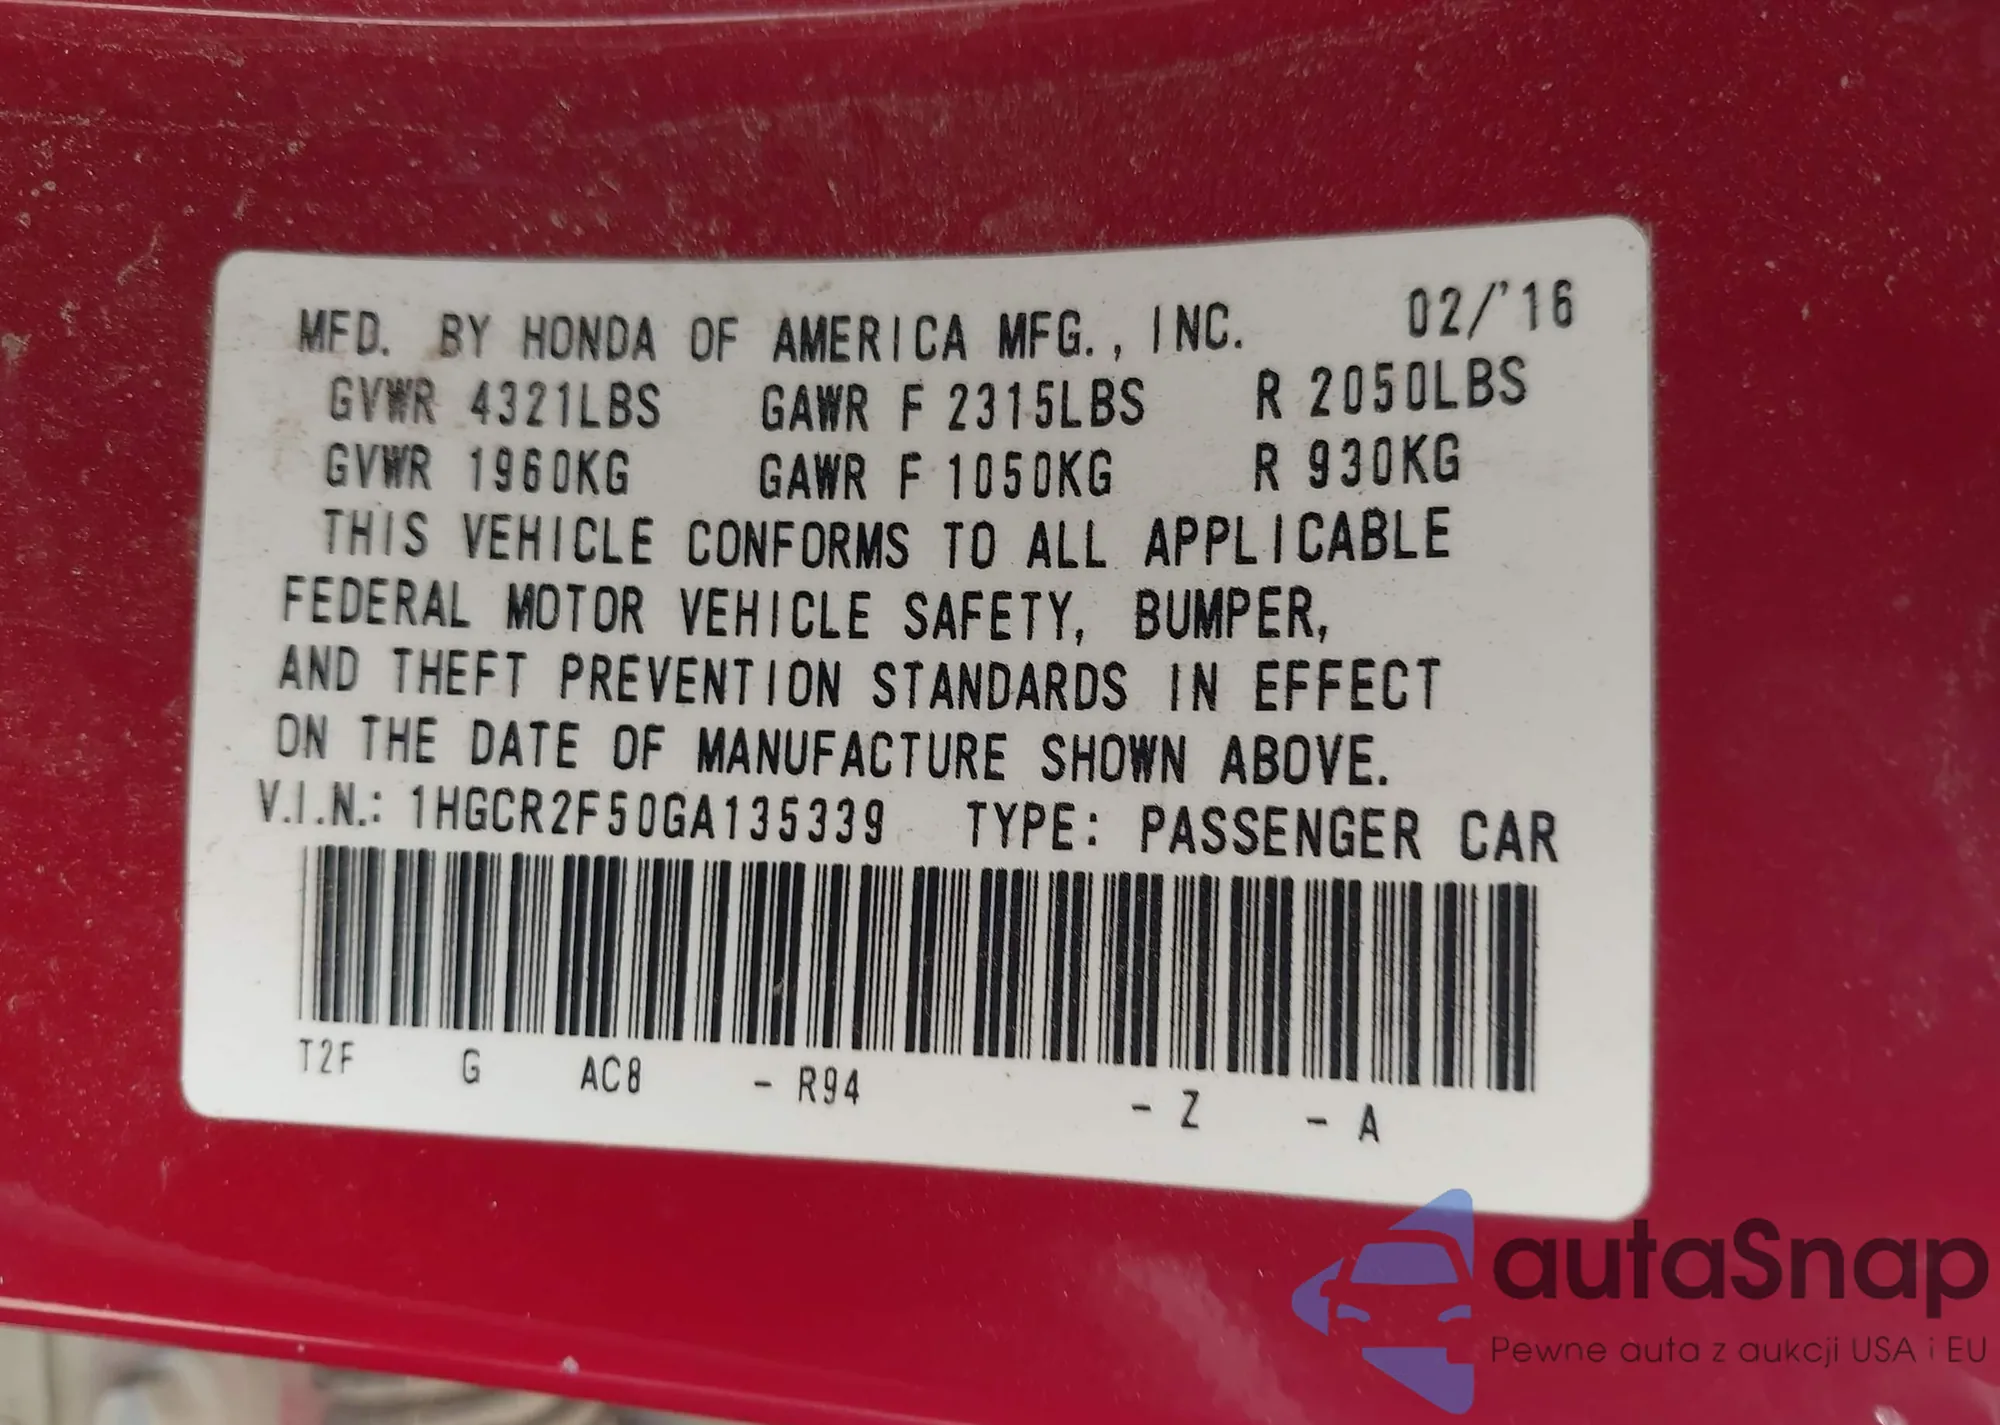 MFD. BY HONDA OF AMERICA MFG., INC. 02/'16
GVWR 4321LBS GAWR F 2315LBS R 2050LBS
GVWR 1960KG GAWR F 1050KG R 930KG
THIS VEHICLE CONFORMS TO ALL APPLICABLE
FEDERAL MOTOR VEHICLE SAFETY, BUMPER,
AND THEFT PREVENTION STANDARDS IN EFFECT
ON THE DATE OF MANUFACTURE SHOWN ABOVE.
V.I.N.: 1HGCR2F50GA135339 TYPE: PASSENGER CAR
T2F G AC8 - R94 - Z - A
autaSnap
Pewne auta z aukcji USA i EU